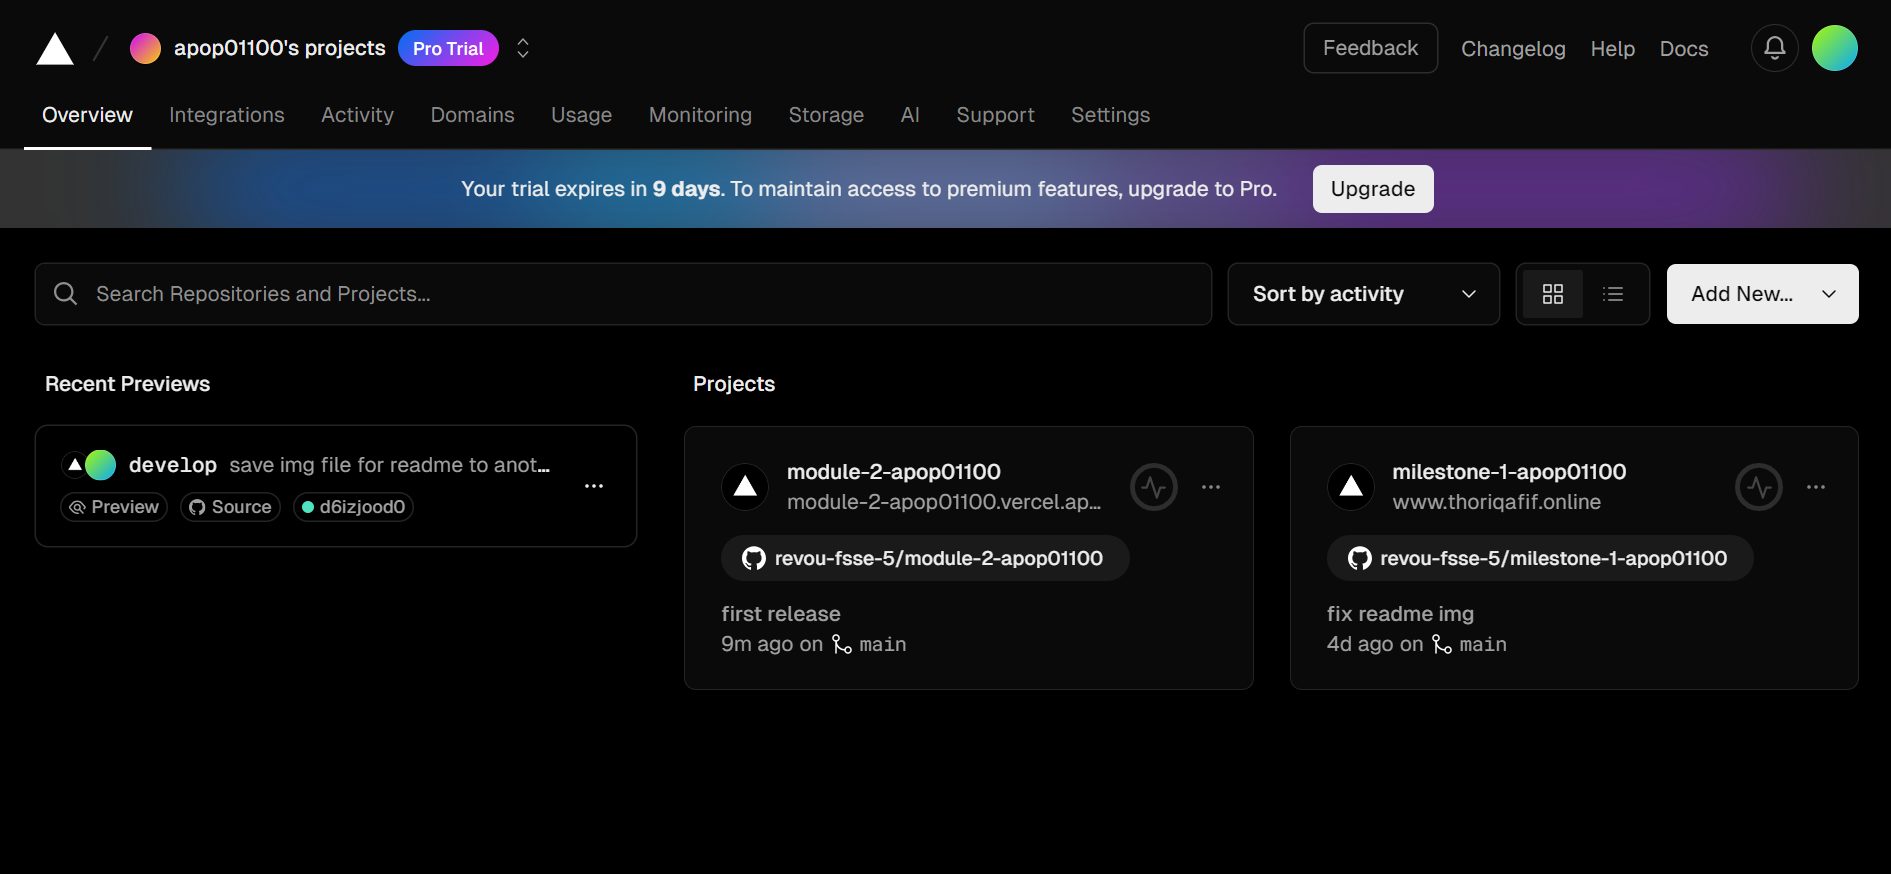 apop01100's projects Pro Trial
Feedback Changelog Help Docs
Overview Integrations Activity Domains Usage Monitoring Storage AI Support Settings
Your trial expires in 9 days. To maintain access to premium features, upgrade to Pro. Upgrade
Search Repositories and Projects...
Sort by activity
Add New...
Recent Previews
develop save img file for readme to anot...
Preview Source d6izjood0
Projects
module-2-apop01100
module-2-apop01100.vercel.ap...
revou-fsse-5/module-2-apop01100
first release
9m ago on main
milestone-1-apop01100
www.thoriqafif.online
revou-fsse-5/milestone-1-apop01100
fix readme img
4d ago on main